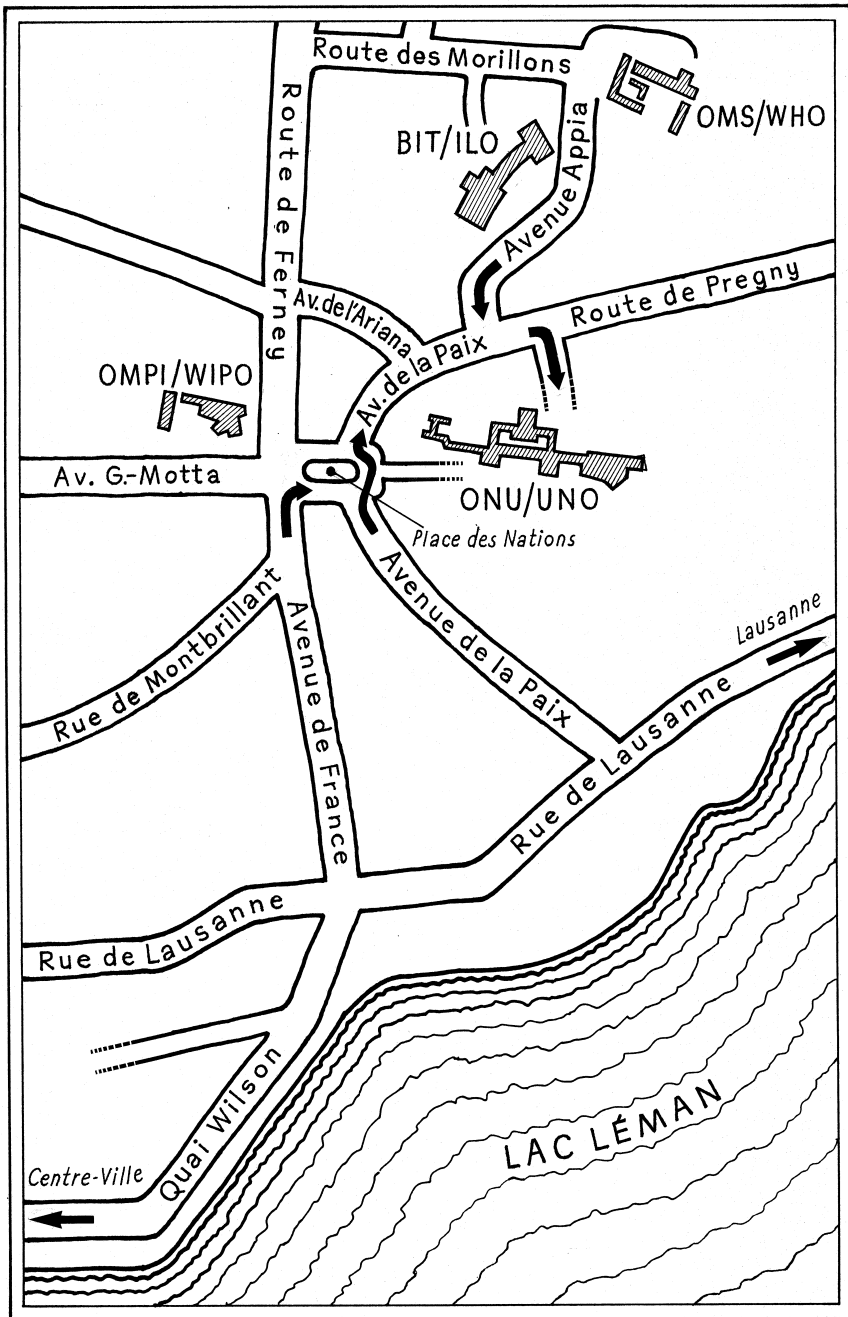 Route des Morillons
OMS/WHO
BIT/ILO
Route de Ferney
Avenue Appia
Route de Pregny
Av. de l'Ariana
Av. de la Paix
OMPI/WIPO
Av. G.-Motta
ONU/UNO
Place des Nations
Rue de Montbrillant
Avenue de France
Avenue de la Paix
Lausanne
Rue de Lausanne
Rue de Lausanne
Quai Wilson
Centre-Ville
LAC LÉMAN